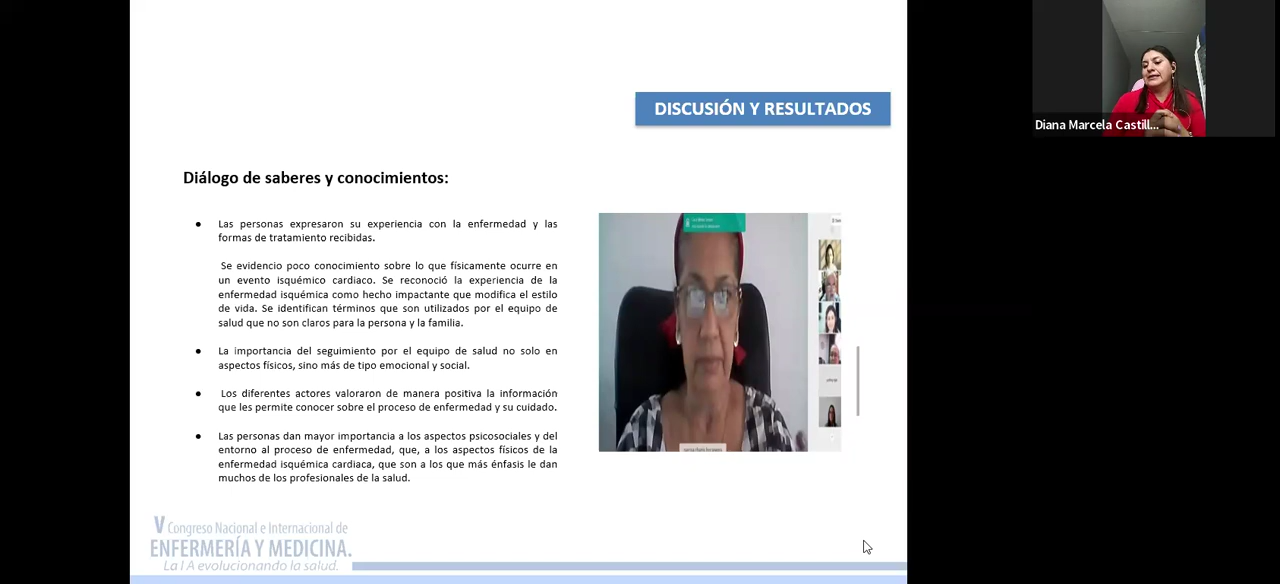 DISCUSIÓN Y RESULTADOS
Diana Marcela Castill...
Diálogo de saberes y conocimientos:
● Las personas expresaron su experiencia con la enfermedad y las
formas de tratamiento recibidas.
Se evidencio poco conocimiento sobre lo que físicamente ocurre en
un evento isquémico cardiaco. Se reconoció la experiencia de la
enfermedad isquémica como hecho impactante que modifica el estilo
de vida. Se identifican términos que son utilizados por el equipo de
salud que no son claros para la persona y la familia.
● La importancia del seguimiento por el equipo de salud no solo en
aspectos físicos, sino más de tipo emocional y social.
● Los diferentes actores valoraron de manera positiva la información
que les permite conocer sobre el proceso de enfermedad y su cuidado.
● Las personas dan mayor importancia a los aspectos psicosociales y del
entorno al proceso de enfermedad, que, a los aspectos físicos de la
enfermedad isquémica cardiaca, que son a los que más énfasis le dan
muchos de los profesionales de la salud.
V Congreso Nacional e Internacional de
ENFERMERÍA Y MEDICINA.
La I A evolucionando la salud.